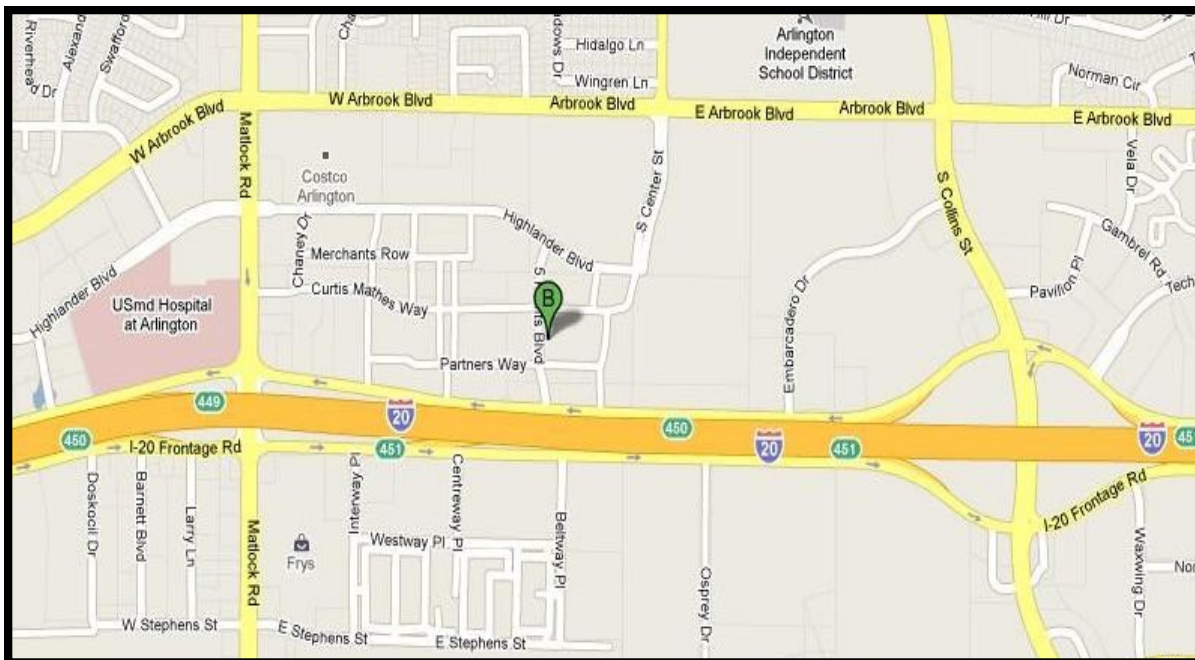 Riverhead Dr
Swafford
Hidalgo Ln
Wingren Ln
Arlington
Independent
School District
Norman Cir
W Arbrook Blvd
Arbrook Blvd
E Arbrook Blvd
Arbrook Blvd
E Arbrook Blvd
W Arbrook Blvd
Matlock Rd
Costco
Arlington
Chaney Dr
Merchants Row
Curtis Mathes Way
Highlander Blvd
S Center St
S Collins St
Vela Dr
Gambrel Rd
Pavilion Pl
Embarcadero Dr
Highlander Blvd
USmd Hospital
at Arlington
B
Blvd
Partners Way
449
20
450
451
20
20
450
I-20 Frontage Rd
451
I-20 Frontage Rd
Doskocil Dr
Barnett Blvd
Larry Ln
Matlock Rd
Frys
Interway Pl
Centreway Pl
Westway Pl
Beltway Pl
Osprey Dr
Waxwing Dr
W Stephens St
E Stephens St
E Stephens St